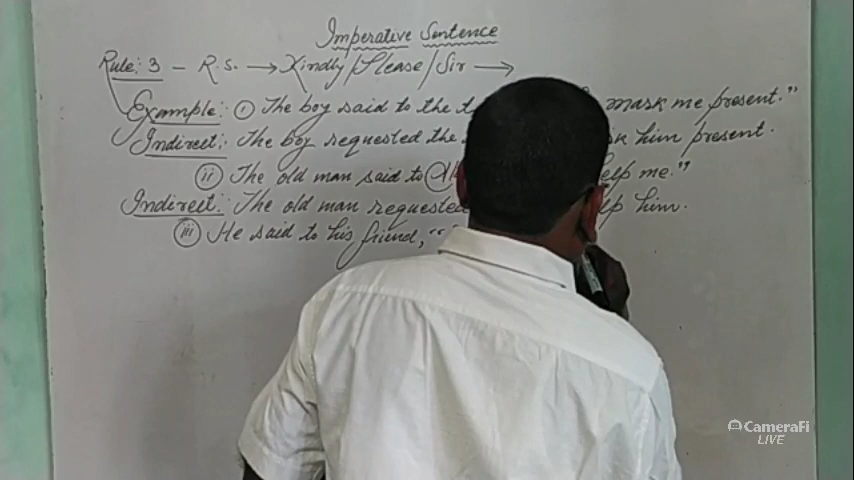 Imperative Sentence
Rule: 3 - R.S. → Kindly/Please/Sir →
Example: (i) The boy said to the mark me present."
Indirect: The boy requested the him present.
(ii) The old man said to help me."
Indirect: The old man requested help him.
(iii) He said to his friend, "
CameraFi
LIVE